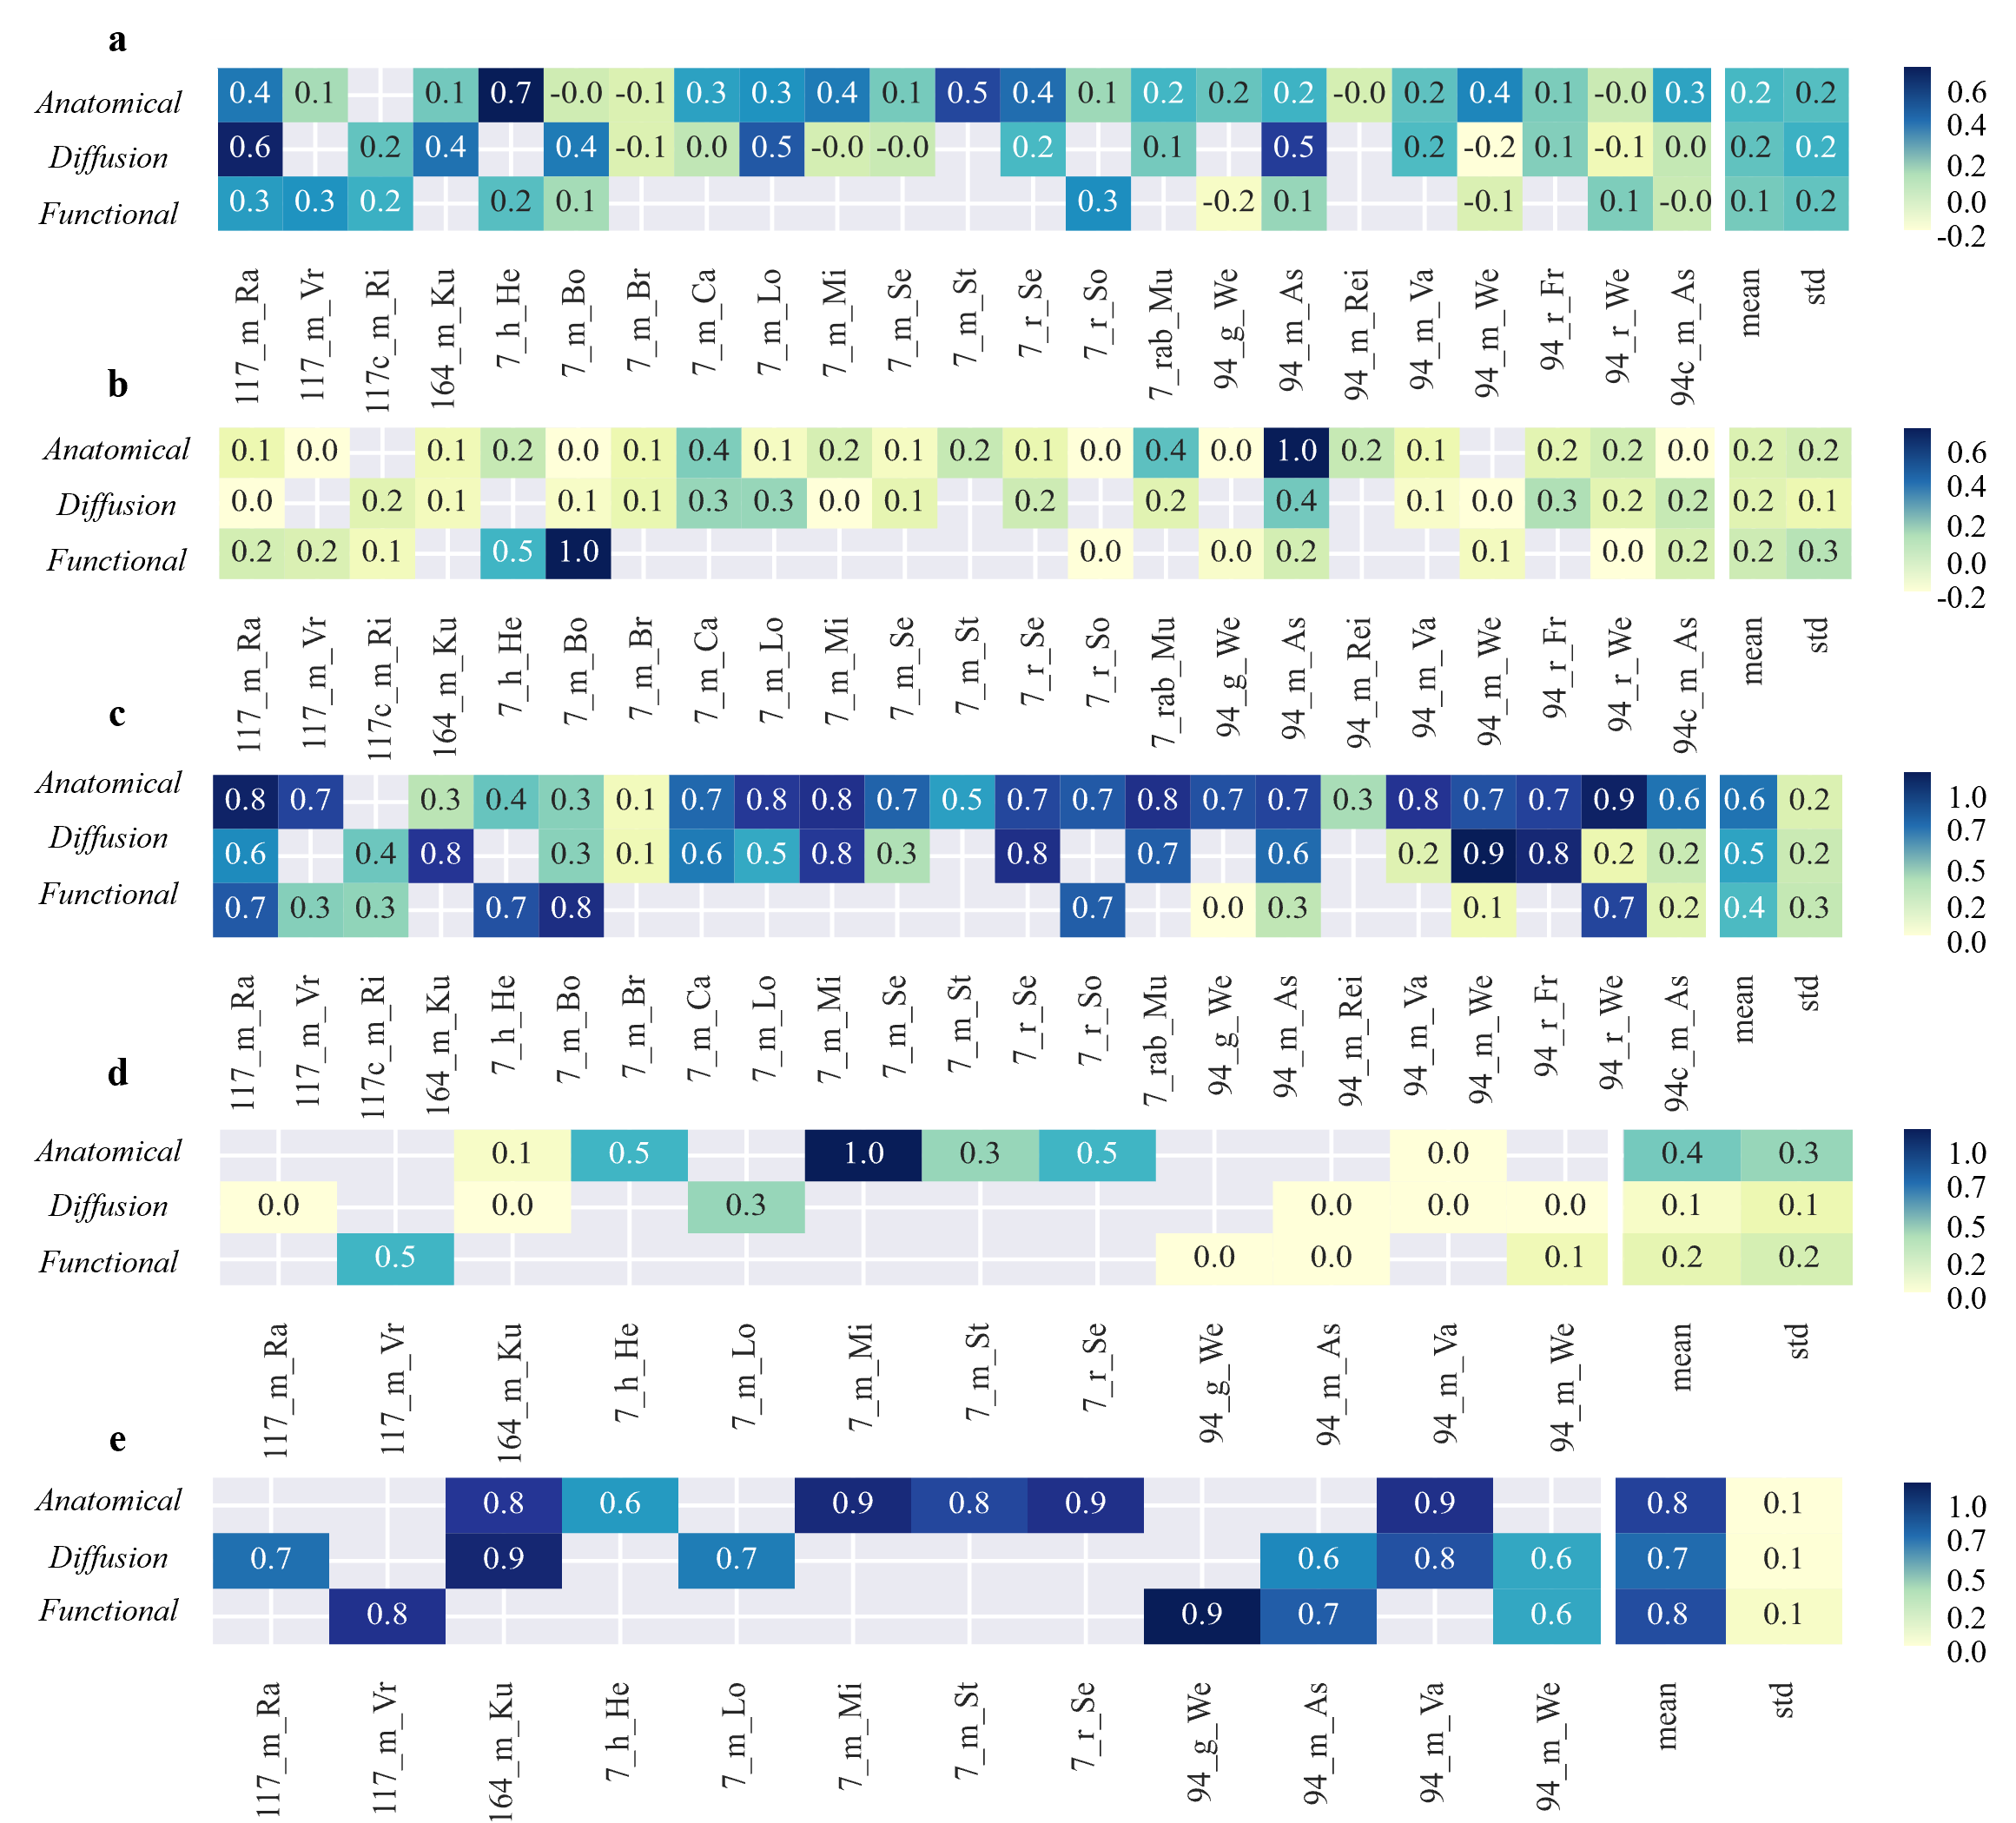 a
Anatomical 0.4 0.1 0.1 0.7 -0.0 -0.1 0.3 0.3 0.4 0.1 0.5 0.4 0.1 0.2 0.2 0.2 -0.0 0.2 0.4 0.1 -0.0 0.3 0.2 0.2
Diffusion 0.6 0.2 0.4 0.4 -0.1 0.0 0.5 -0.0 -0.0 0.2 0.1 0.5 0.2 -0.2 0.1 -0.1 0.0 0.2 0.2
Functional 0.3 0.3 0.2 0.2 0.1 0.3 -0.2 0.1 -0.1 0.1 -0.0 0.1 0.2
0.6
0.4
0.2
0.0
-0.2
117_m_Ra 117_m_Vr 117c_m_Ri 164_m_Ku 7_h_He 7_m_Bo 7_m_Br 7_m_Ca 7_m_Lo 7_m_Mi 7_m_Se 7_m_St 7_r_Se 7_r_So 7_rab_Mu 94_g_We 94_m_As 94_m_Rei 94_m_Va 94_m_We 94_r_Fr 94_r_We 94c_m_As mean std
b
Anatomical 0.1 0.0 0.1 0.2 0.0 0.1 0.4 0.1 0.2 0.1 0.2 0.1 0.0 0.4 0.0 1.0 0.2 0.1 0.2 0.2 0.0 0.2 0.2
Diffusion 0.0 0.2 0.1 0.1 0.1 0.3 0.3 0.0 0.1 0.2 0.2 0.4 0.1 0.0 0.3 0.2 0.2 0.2 0.1
Functional 0.2 0.2 0.1 0.5 1.0 0.0 0.0 0.2 0.1 0.0 0.2 0.2 0.3
0.6
0.4
0.2
0.0
-0.2
117_m_Ra 117_m_Vr 117c_m_Ri 164_m_Ku 7_h_He 7_m_Bo 7_m_Br 7_m_Ca 7_m_Lo 7_m_Mi 7_m_Se 7_m_St 7_r_Se 7_r_So 7_rab_Mu 94_g_We 94_m_As 94_m_Rei 94_m_Va 94_m_We 94_r_Fr 94_r_We 94c_m_As mean std
c
Anatomical 0.8 0.7 0.3 0.4 0.3 0.1 0.7 0.8 0.8 0.7 0.5 0.7 0.7 0.8 0.7 0.7 0.3 0.8 0.7 0.7 0.9 0.6 0.6 0.2
Diffusion 0.6 0.4 0.8 0.3 0.1 0.6 0.5 0.8 0.3 0.8 0.7 0.6 0.2 0.9 0.8 0.2 0.2 0.5 0.2
Functional 0.7 0.3 0.3 0.7 0.8 0.7 0.0 0.3 0.1 0.7 0.2 0.4 0.3
1.0
0.7
0.5
0.2
0.0
117_m_Ra 117_m_Vr 117c_m_Ri 164_m_Ku 7_h_He 7_m_Bo 7_m_Br 7_m_Ca 7_m_Lo 7_m_Mi 7_m_Se 7_m_St 7_r_Se 7_r_So 7_rab_Mu 94_g_We 94_m_As 94_m_Rei 94_m_Va 94_m_We 94_r_Fr 94_r_We 94c_m_As mean std
d
Anatomical 0.1 0.5 1.0 0.3 0.5 0.0 0.4 0.3
Diffusion 0.0 0.0 0.3 0.0 0.0 0.0 0.1 0.1
Functional 0.5 0.0 0.0 0.1 0.2 0.2
1.0
0.7
0.5
0.2
0.0
117_m_Ra 117_m_Vr 164_m_Ku 7_h_He 7_m_Lo 7_m_Mi 7_m_St 7_r_Se 94_g_We 94_m_As 94_m_Va 94_m_We mean std
e
Anatomical 0.8 0.6 0.9 0.8 0.9 0.9 0.8 0.1
Diffusion 0.7 0.9 0.7 0.6 0.8 0.6 0.7 0.1
Functional 0.8 0.9 0.7 0.6 0.8 0.1
1.0
0.7
0.5
0.2
0.0
117_m_Ra 117_m_Vr 164_m_Ku 7_h_He 7_m_Lo 7_m_Mi 7_m_St 7_r_Se 94_g_We 94_m_As 94_m_Va 94_m_We mean std